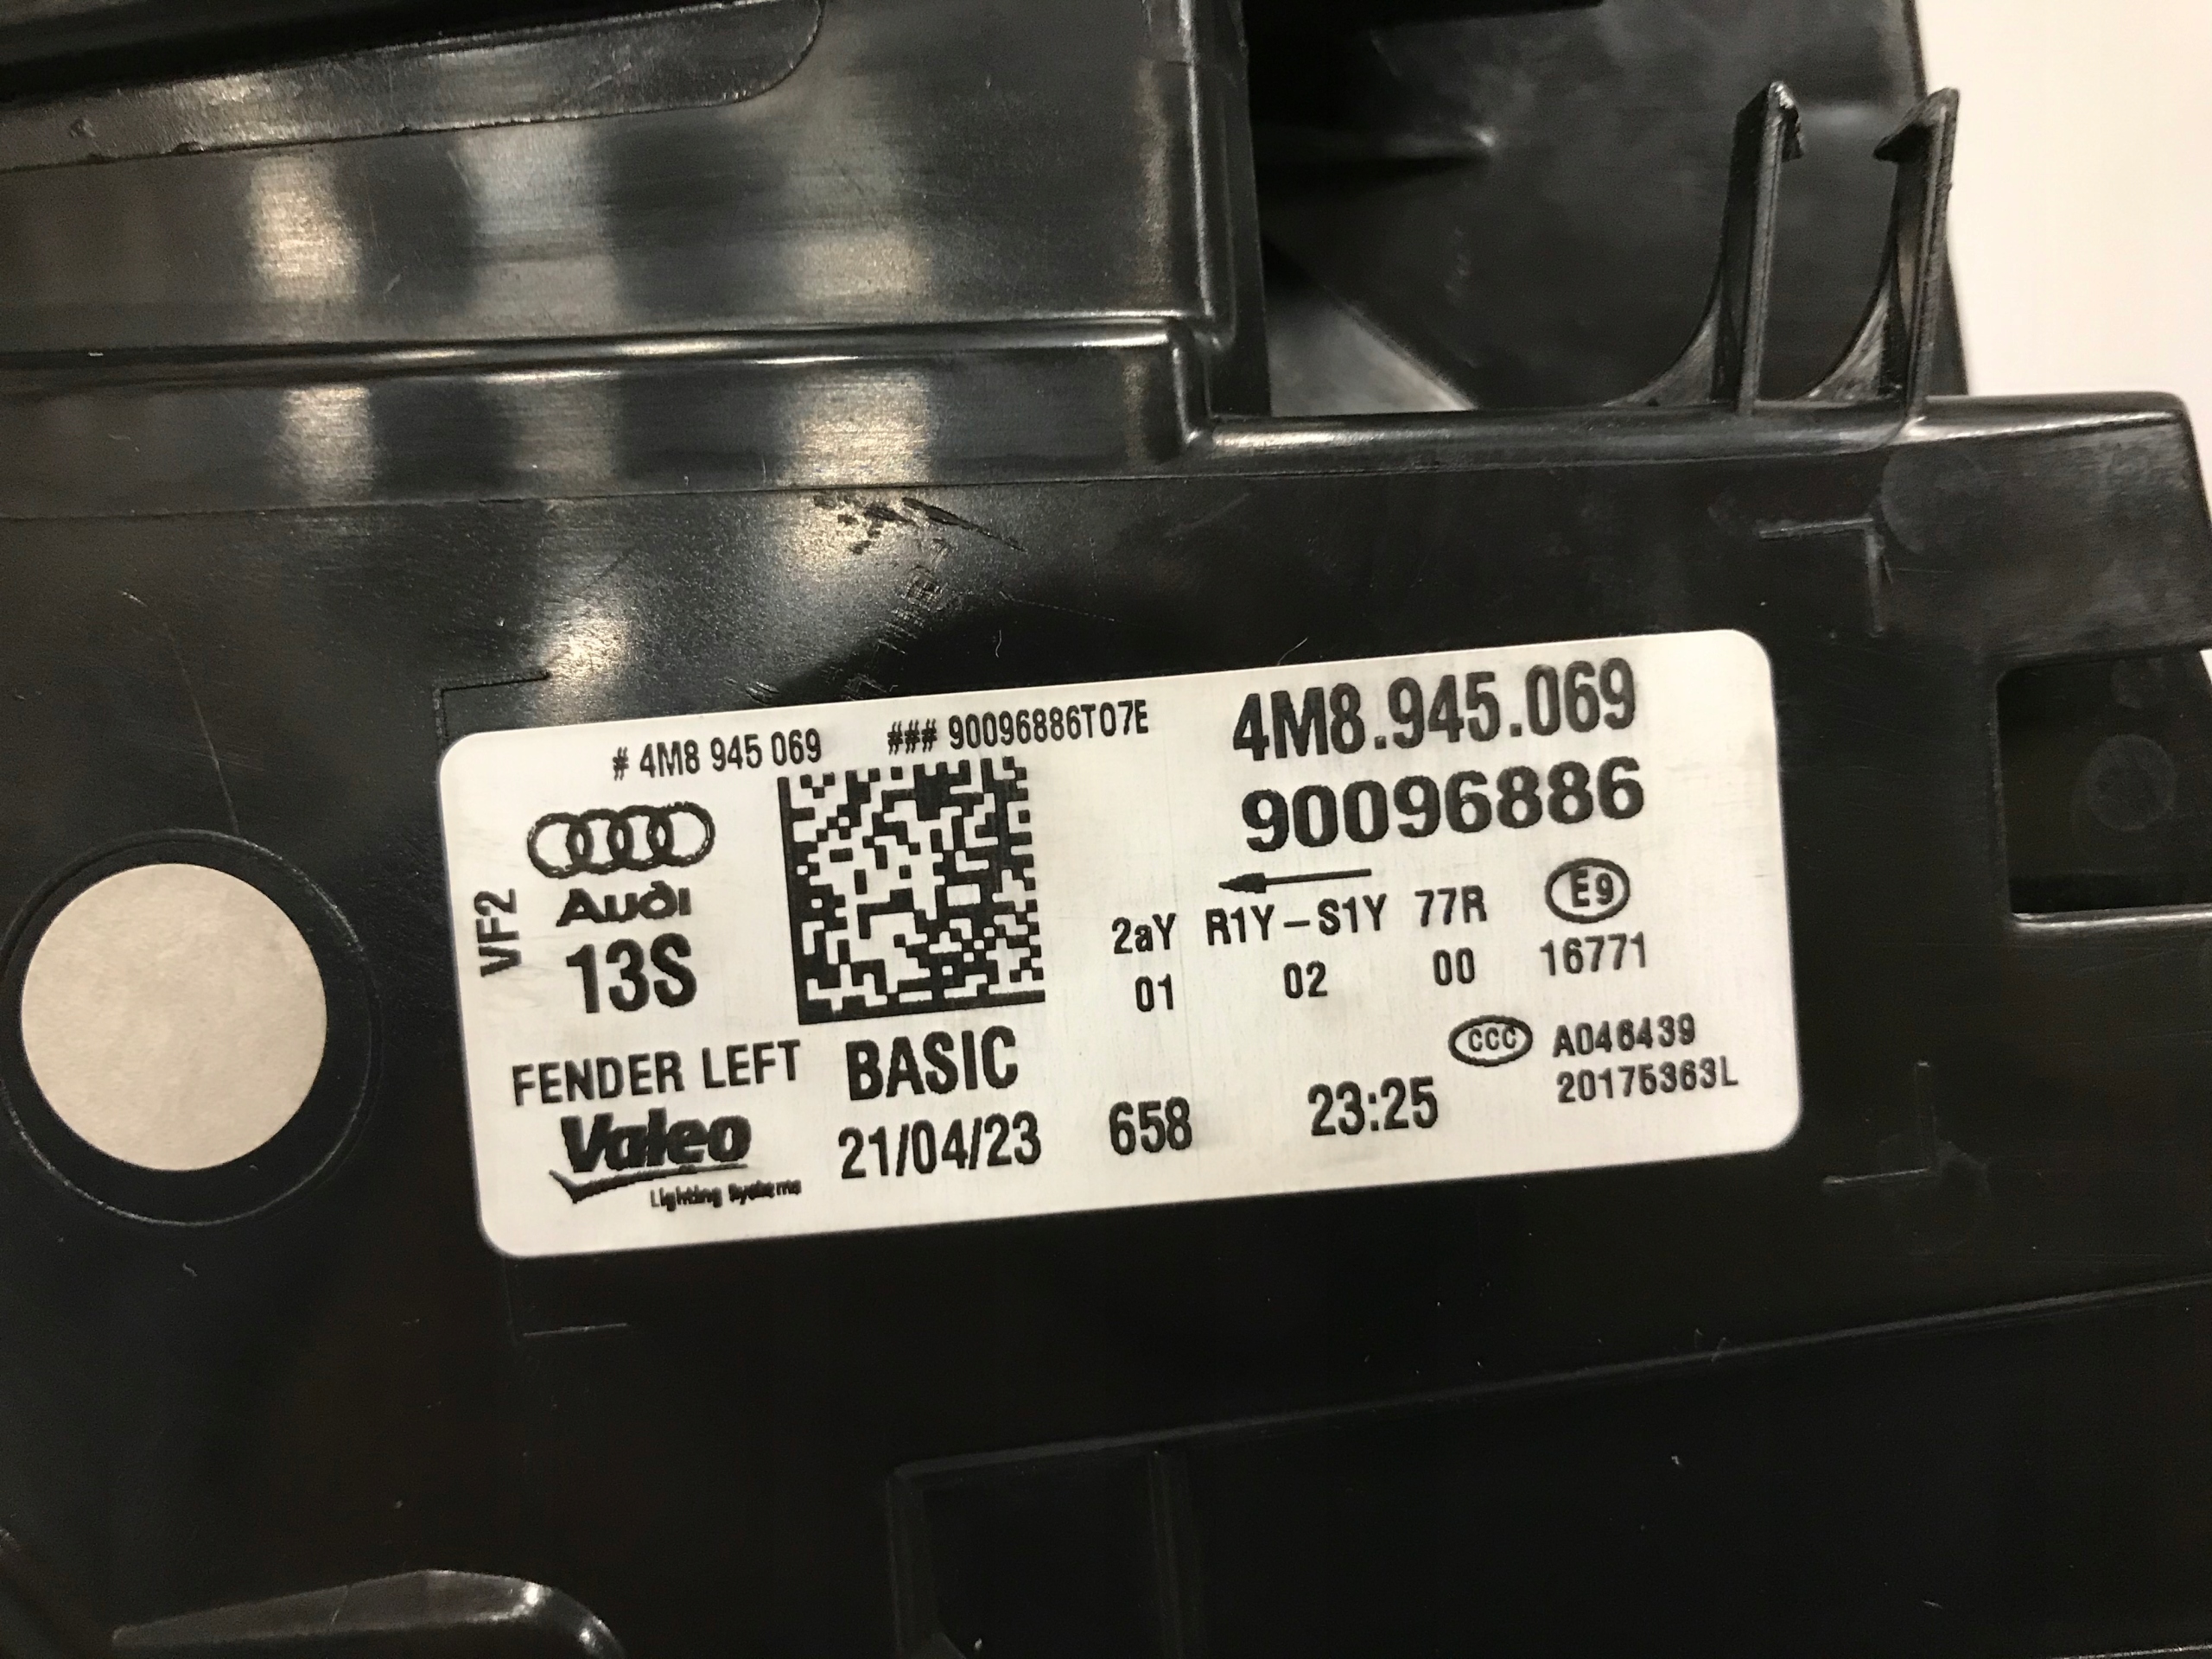 # 4M8 945 069 ### 90096886T07E
4M8.945.069
90096886
VF2
Audi
13S
2aY R1Y-S1Y 77R E9
01 02 00 16771
FENDER LEFT BASIC
CCC A046439
20175363L
Valeo
Lighting Systems
21/04/23 658 23:25